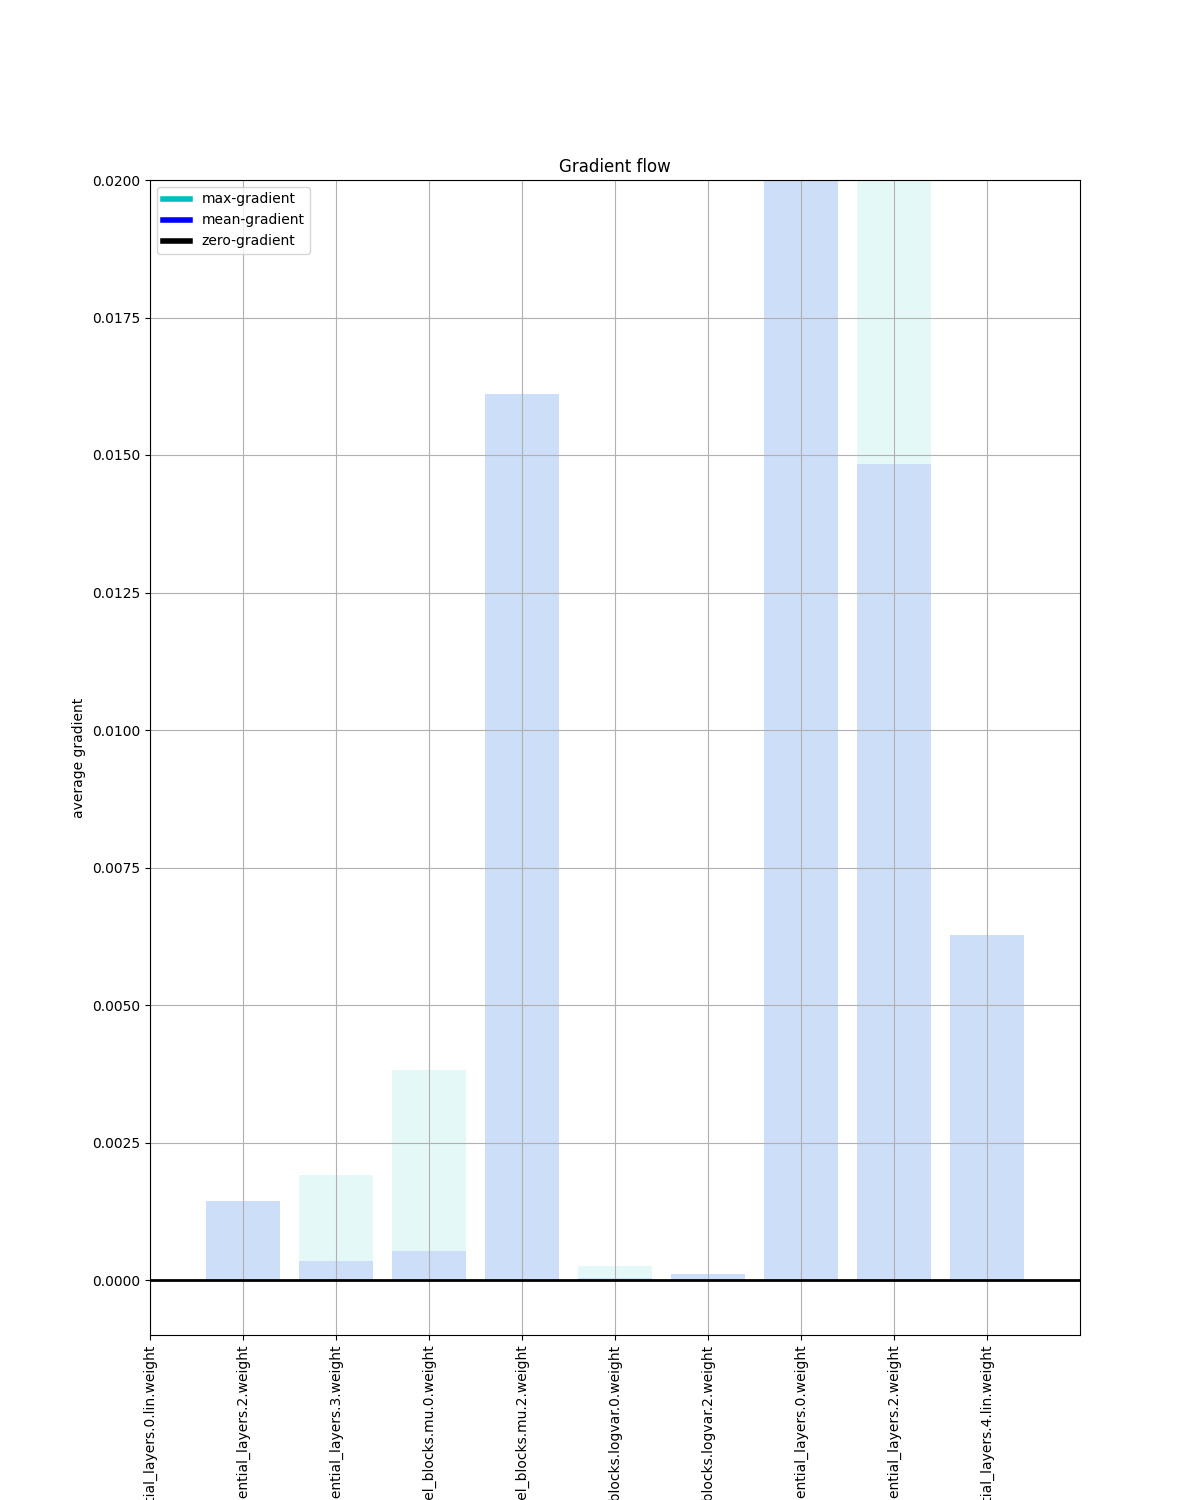 Gradient flow
max-gradient
mean-gradient
zero-gradient
0.0200
0.0175
0.0150
0.0125
0.0100
0.0075
0.0050
0.0025
0.0000
average gradient
tial_layers.0.lin.weight
ential_layers.2.weight
ential_layers.3.weight
el_blocks.mu.0.weight
el_blocks.mu.2.weight
blocks.logvar.0.weight
blocks.logvar.2.weight
ential_layers.0.weight
ential_layers.2.weight
tial_layers.4.lin.weight